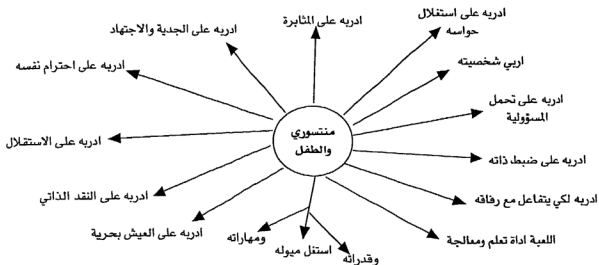 ادربه على استغلال
حواسه
ادربه على المثابرة
ادربه على الجدية والاجتهاد
اربي شخصيته
ادربه على احترام نفسه
ادربه على تحمل
المسؤولية
منتسوري
والطفل
ادربه على الاستقلال
ادربه على ضبط ذاته
ادربه على النقد الذاتي
ادربه لكي يتفاعل مع رفاقه
ادربه على العيش بحرية
اللعبة اداة تعلم ومعالجة
ومهاراته
استغل ميوله
وقدراته